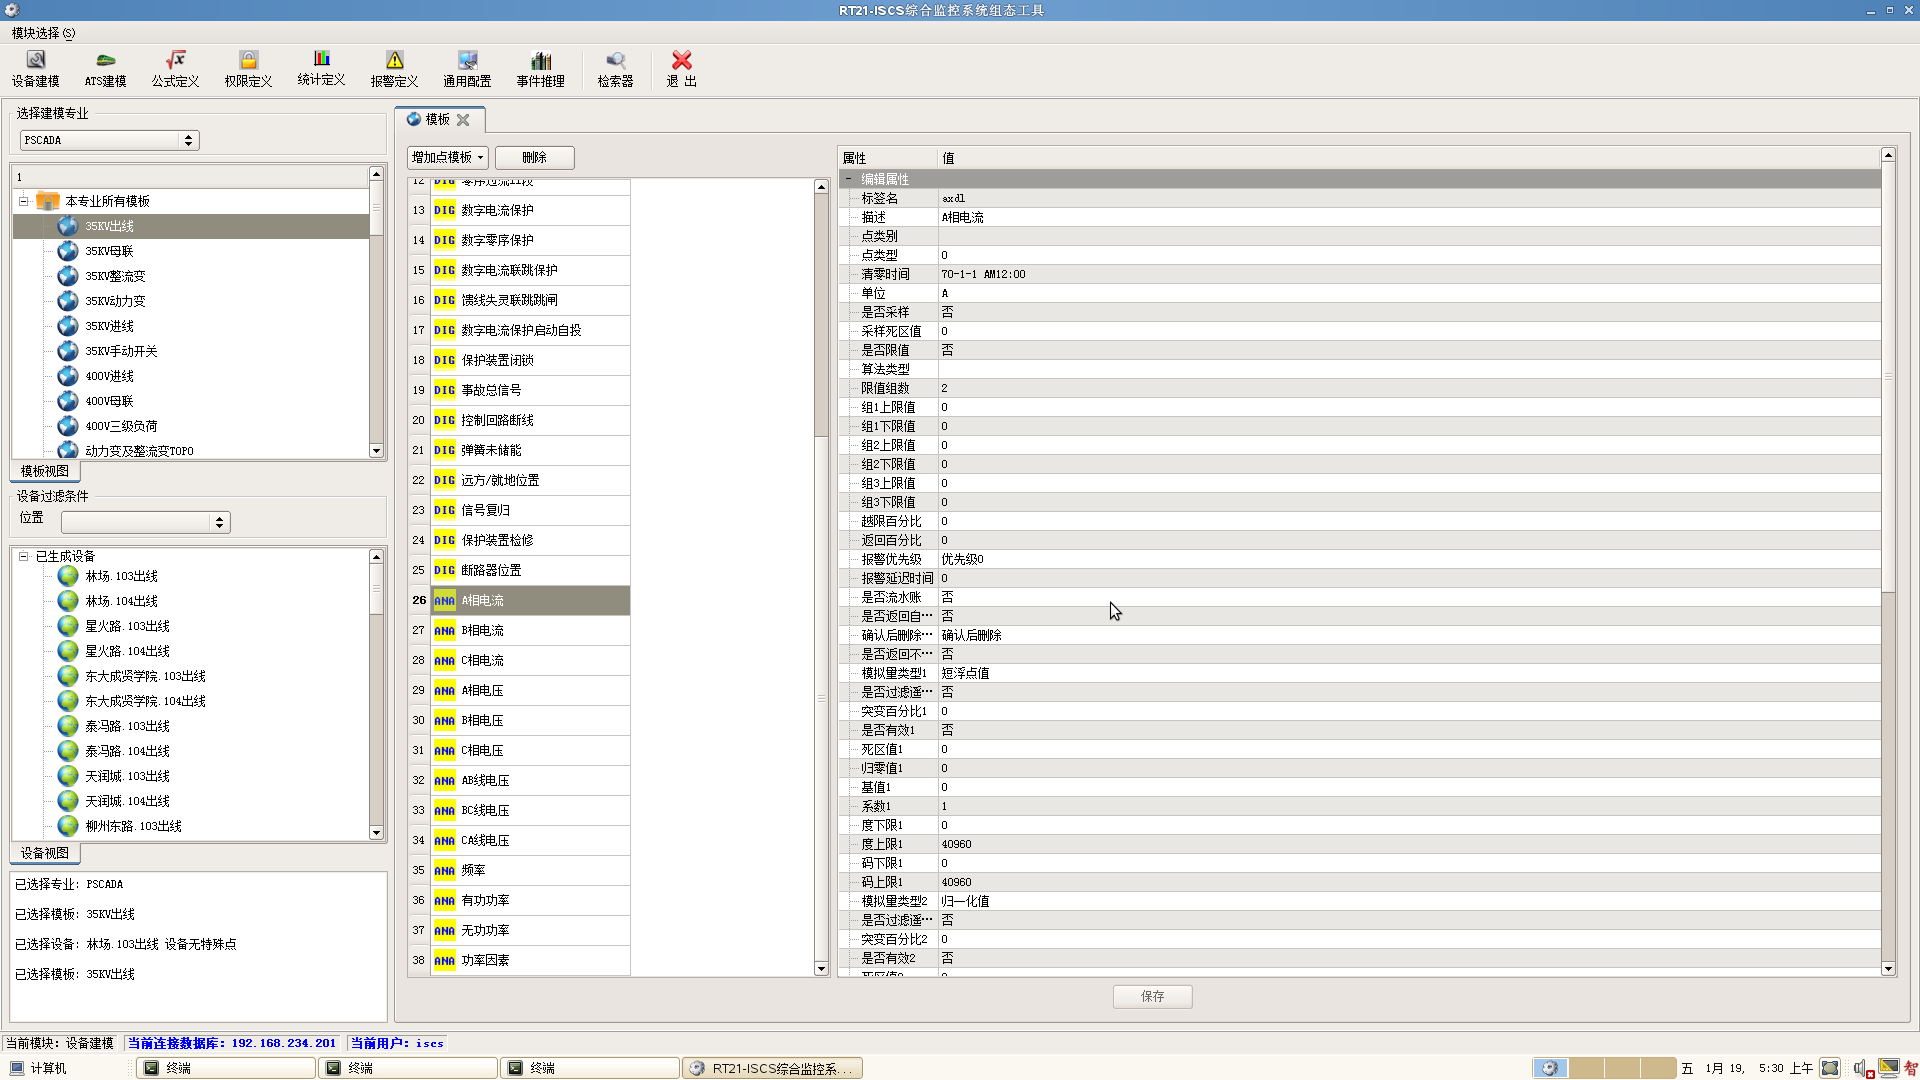 RT21-ISCS综合监控系统组态工具
模块选择 (S)
设备建模 ATS建模 公式定义 权限定义 统计定义 报警定义 通用配置 事件推理 检索器 退 出
选择建模专业
PSCADA
1
本专业所有模板
35KV出线
35KV母联
35KV整流变
35KV动力变
35KV进线
35KV手动开关
400V进线
400V母联
400V三级负荷
动力变及整流变TOPO
模板视图
设备过滤条件
位置
已生成设备
林场.103出线
林场.104出线
星火路.103出线
星火路.104出线
东大成贤学院.103出线
东大成贤学院.104出线
泰冯路.103出线
泰冯路.104出线
天润城.103出线
天润城.104出线
柳州东路.103出线
设备视图
已选择专业: PSCADA
已选择模板: 35KV出线
已选择设备: 林场.103出线 设备无特殊点
已选择模板: 35KV出线
模板
增加点模板 删除
12 DIG 零序过流II段
13 DIG 数字电流保护
14 DIG 数字零序保护
15 DIG 数字电流联跳保护
16 DIG 馈线失灵联跳跳闸
17 DIG 数字电流保护启动自投
18 DIG 保护装置闭锁
19 DIG 事故总信号
20 DIG 控制回路断线
21 DIG 弹簧未储能
22 DIG 远方/就地位置
23 DIG 信号复归
24 DIG 保护装置检修
25 DIG 断路器位置
26 ANA A相电流
27 ANA B相电流
28 ANA C相电流
29 ANA A相电压
30 ANA B相电压
31 ANA C相电压
32 ANA AB线电压
33 ANA BC线电压
34 ANA CA线电压
35 ANA 频率
36 ANA 有功功率
37 ANA 无功功率
38 ANA 功率因素
属性 值
编辑属性
标签名 axdl
描述 A相电流
点类别
点类型 0
清零时间 70-1-1 AM12:00
单位 A
是否采样 否
采样死区值 0
是否限值 否
算法类型
限值组数 2
组1上限值 0
组1下限值 0
组2上限值 0
组2下限值 0
组3上限值 0
组3下限值 0
越限百分比 0
返回百分比 0
报警优先级 优先级0
报警延迟时间 0
是否流水账 否
是否返回自… 否
确认后删除… 确认后删除
是否返回不… 否
模拟量类型1 短浮点值
是否过滤遥… 否
突变百分比1 0
是否有效1 否
死区值1 0
归零值1 0
基值1 0
系数1 1
度下限1 0
度上限1 40960
码下限1 0
码上限1 40960
模拟量类型2 归一化值
是否过滤遥… 否
突变百分比2 0
是否有效2 否
死区值2 0
保存
当前模块: 设备建模 当前连接数据库: 192.168.234.201 当前用户: iscs
计算机 终端 终端 终端 RT21-ISCS综合监控系... 五 1月 19, 5:30 上午 智